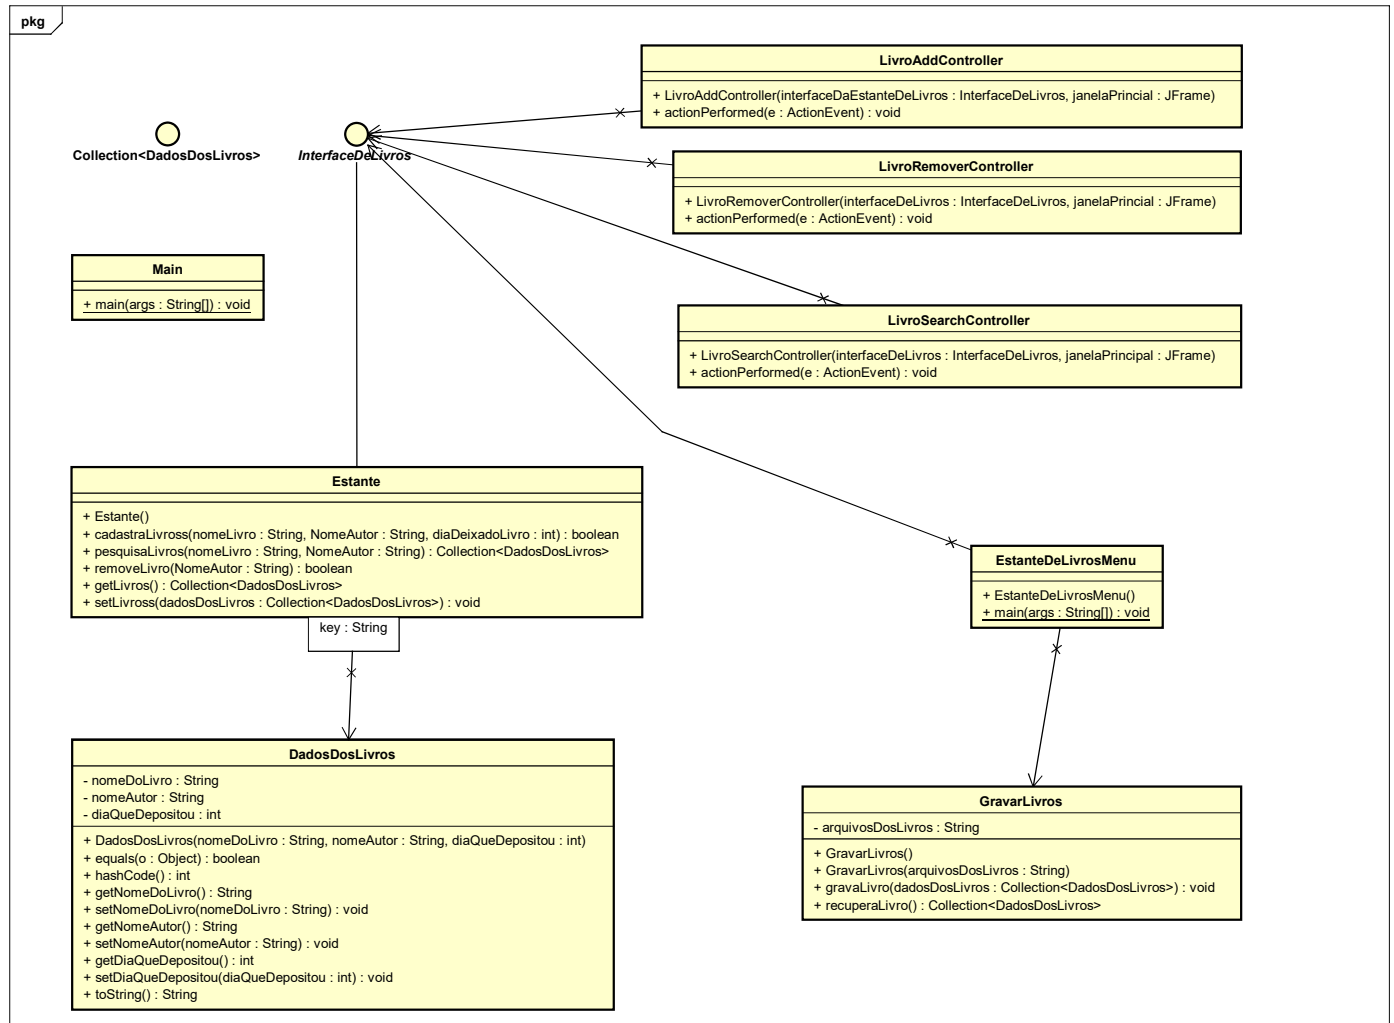 pkg
LivroAddController
+ LivroAddController(interfaceDaEstanteDeLivros : InterfaceDeLivros, janelaPrincial : JFrame)
+ actionPerformed(e : ActionEvent) : void
Collection<DadosDosLivros>
InterfaceDeLivros
LivroRemoverController
+ LivroRemoverController(interfaceDeLivros : InterfaceDeLivros, janelaPrincial : JFrame)
+ actionPerformed(e : ActionEvent) : void
Main
+ main(args : String[]) : void
LivroSearchController
+ LivroSearchController(interfaceDeLivros : InterfaceDeLivros, janelaPrincipal : JFrame)
+ actionPerformed(e : ActionEvent) : void
Estante
+ Estante()
+ cadastraLivross(nomeLivro : String, NomeAutor : String, diaDeixadoLivro : int) : boolean
+ pesquisaLivros(nomeLivro : String, NomeAutor : String) : Collection<DadosDosLivros>
+ removeLivro(NomeAutor : String) : boolean
+ getLivros() : Collection<DadosDosLivros>
+ setLivross(dadosDosLivros : Collection<DadosDosLivros>) : void
key : String
EstanteDeLivrosMenu
+ EstanteDeLivrosMenu()
+ main(args : String[]) : void
DadosDosLivros
- nomeDoLivro : String
- nomeAutor : String
- diaQueDepositou : int
+ DadosDosLivros(nomeDoLivro : String, nomeAutor : String, diaQueDepositou : int)
+ equals(o : Object) : boolean
+ hashCode() : int
+ getNomeDoLivro() : String
+ setNomeDoLivro(nomeDoLivro : String) : void
+ getNomeAutor() : String
+ setNomeAutor(nomeAutor : String) : void
+ getDiaQueDepositou() : int
+ setDiaQueDepositou(diaQueDepositou : int) : void
+ toString() : String
GravarLivros
- arquivosDosLivros : String
+ GravarLivros()
+ GravarLivros(arquivosDosLivros : String)
+ gravaLivro(dadosDosLivros : Collection<DadosDosLivros>) : void
+ recuperaLivro() : Collection<DadosDosLivros>